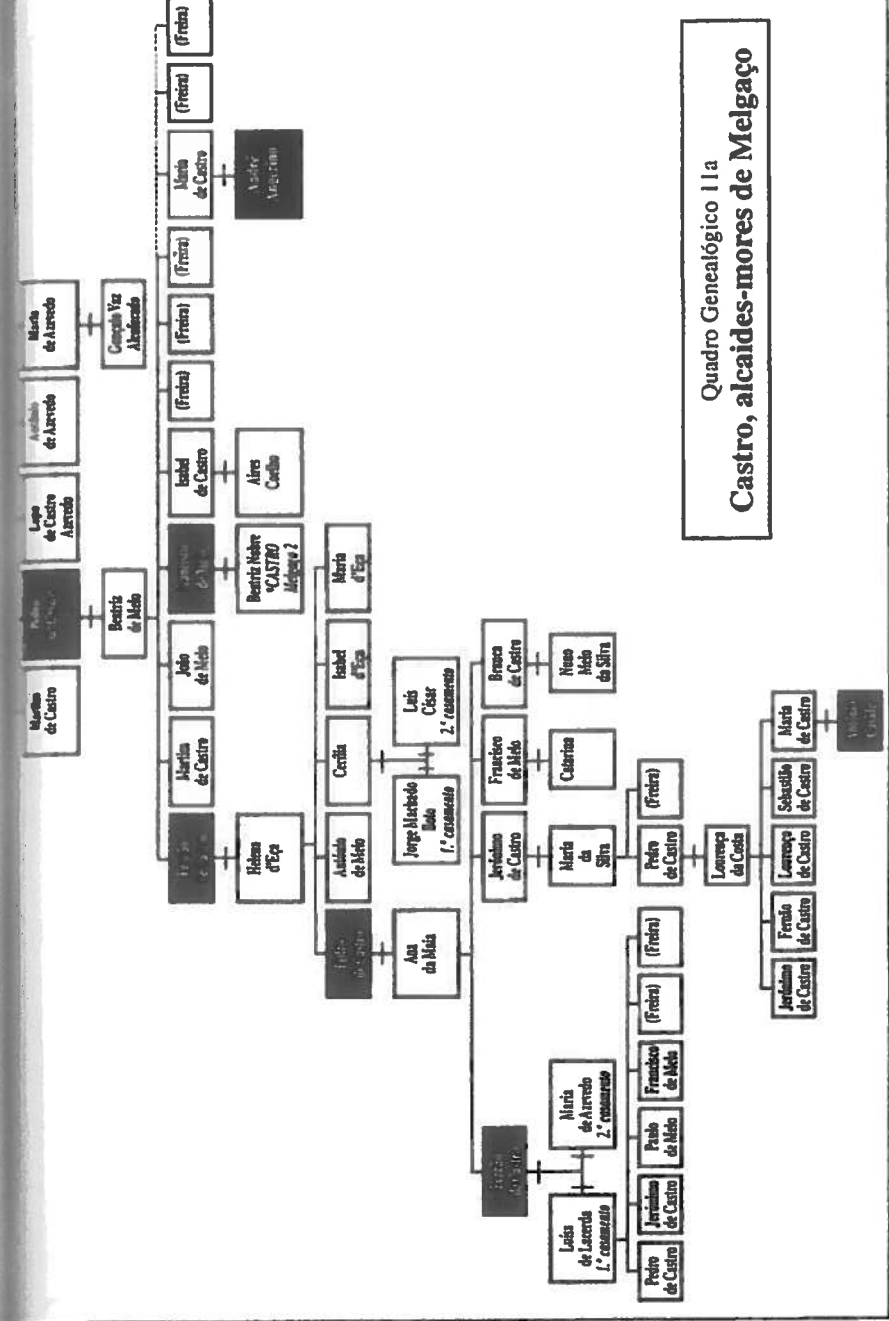 Martim
de Castro
Lopo
de Castro
Azevedo
António
de Azevedo
Maria
de Azevedo
Beatriz
de Melo
Gonçalo Vaz
Alcoforado
Martim
de Castro
João
de Melo
Isabel
de Castro
(Freira)
(Freira)
(Freira)
Maria
de Castro
(Freira)
(Freira)
Helena
d'Eça
Beatriz Nobre
*CASTRO
Melgaço 2
Aires
Coelho
André
António
de Melo
Cecília
Isabel
d'Eça
Maria
d'Eça
Ana
da Maia
Jorge Machado
1.º casamento
Luís
César
2.º casamento
Jerónimo
de Castro
Francisco
de Melo
Branca
de Castro
Maria
da
Silva
Catarina
Nuno
Melo
da Silva
Luísa
de Lacerda
1.º casamento
Maria
de Azevedo
2.º casamento
Pedro
de Castro
Jerónimo
de Castro
Paulo
de Melo
Francisco
de Melo
(Freira)
(Freira)
Pedro
de Castro
(Freira)
Lourença
da Costa
Jerónimo
de Castro
Fernão
de Castro
Lourenço
de Castro
Sebastião
de Castro
Maria
de Castro
Quadro Genealógico 11a
Castro, alcaides-mores de Melgaço